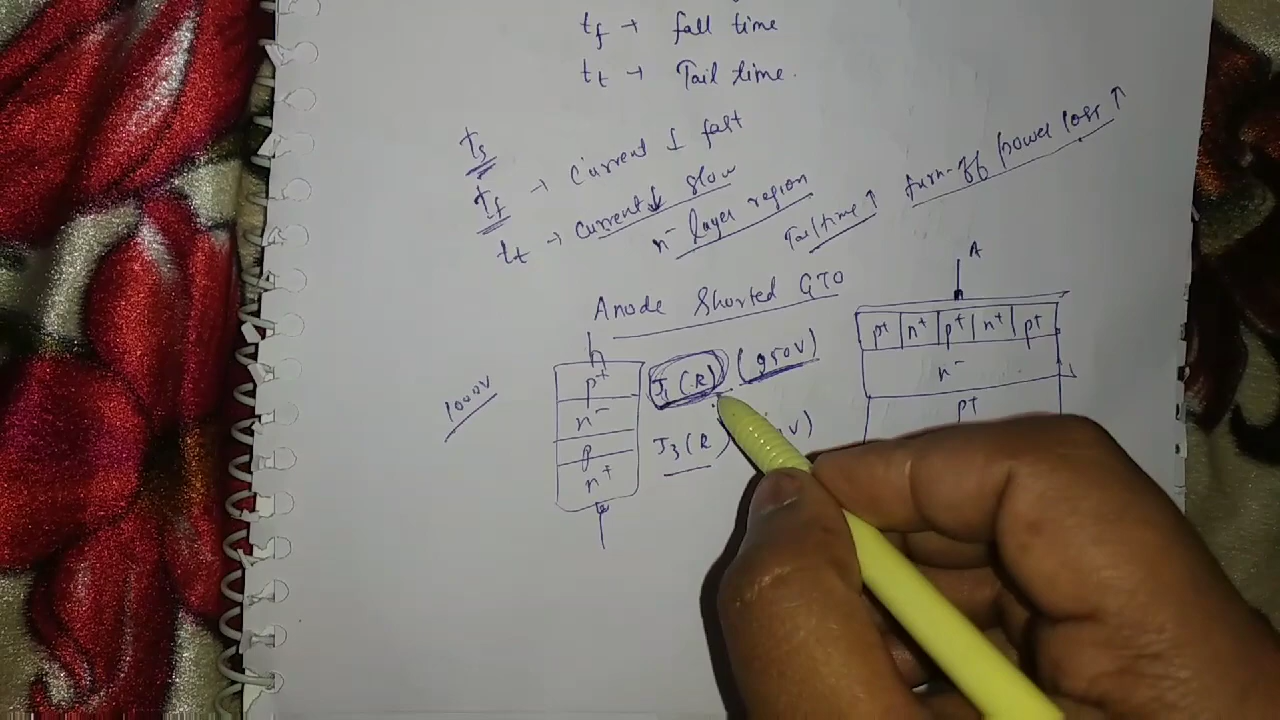 tf → fall time
tt → Tail time.
ts
tf → current ↓ fast
tt → current ↓ slow
n⁻ layer region
Tail time ↑ turn-off power loss ↑
Anode Shorted GTO
A
1000V
p⁺ J₁(R) (950V)
n⁻
p J₃(R) V)
n⁺
p⁺ n⁺ p⁺ n⁺ p⁺
n⁻
p⁺